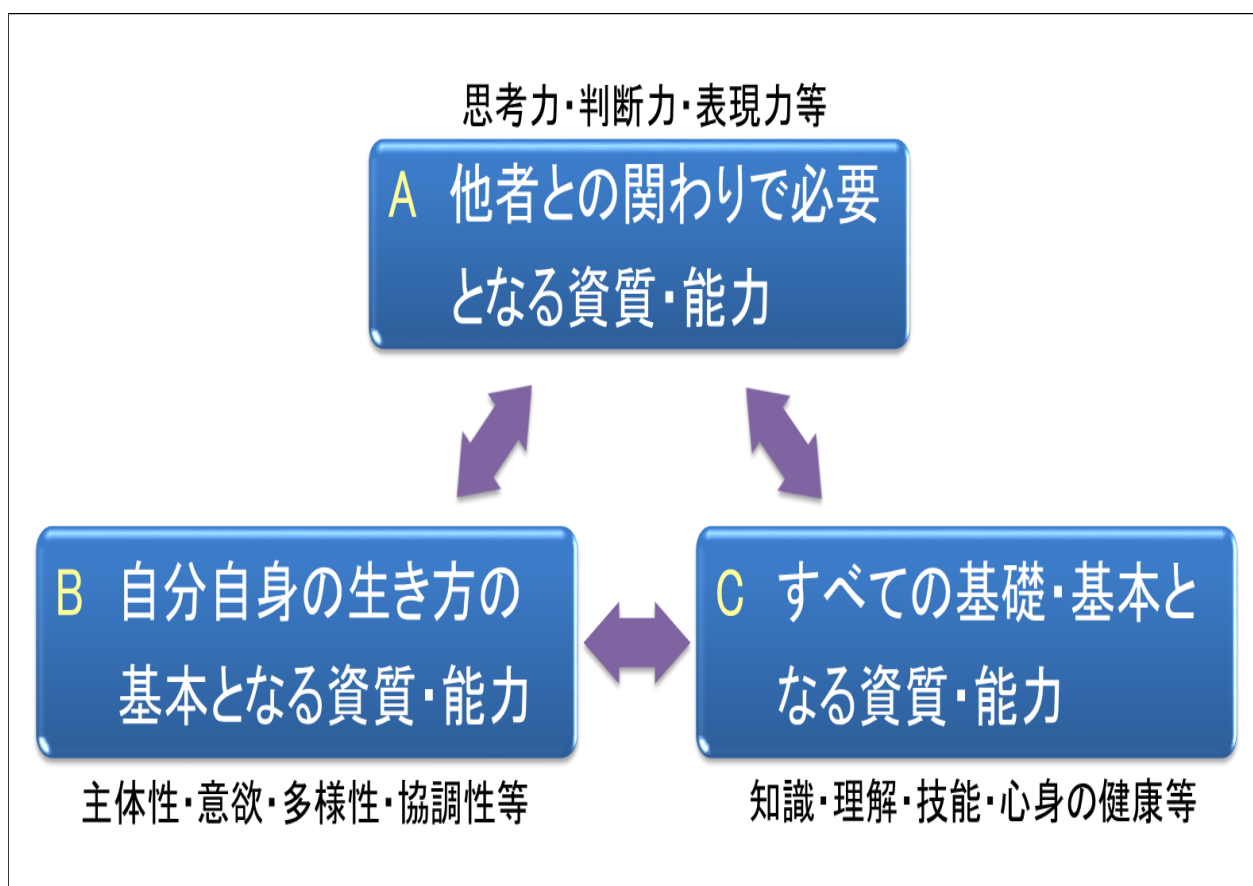 思考力・判断力・表現力等
A 他者との関わりで必要
となる資質・能力
B 自分自身の生き方の
基本となる資質・能力
主体性・意欲・多様性・協調性等
C すべての基礎・基本と
なる資質・能力
知識・理解・技能・心身の健康等